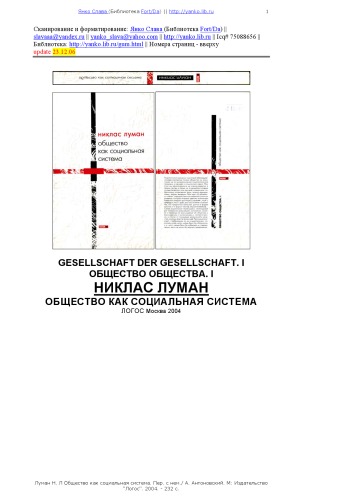 Янко Слава (Библиотека Fort/Da) || http://yanko.lib.ru
1
Сканирование и форматирование: Янко Слава (Библиотека Fort/Da) ||
slavaaa@yandex.ru || yanko_slava@yahoo.com || http://yanko.lib.ru || Icq# 75088656 ||
Библиотека: http://yanko.lib.ru/gum.html || Номера страниц - вверху
update 23.12.06
общество как социальная система
НИКЛАС ЛУМАН
никлас луман
общество
как социальная
система
GESELLSCHAFT DER GESELLSCHAFT. I
ОБЩЕСТВО ОБЩЕСТВА. I
НИКЛАС ЛУМАН
ОБЩЕСТВО КАК СОЦИАЛЬНАЯ СИСТЕМА
ЛОГОС Москва 2004
Луман Н. Л Общество как социальная система. Пер. с нем./ А. Антоновский. М: Издательство
"Логос". 2004. - 232 с.